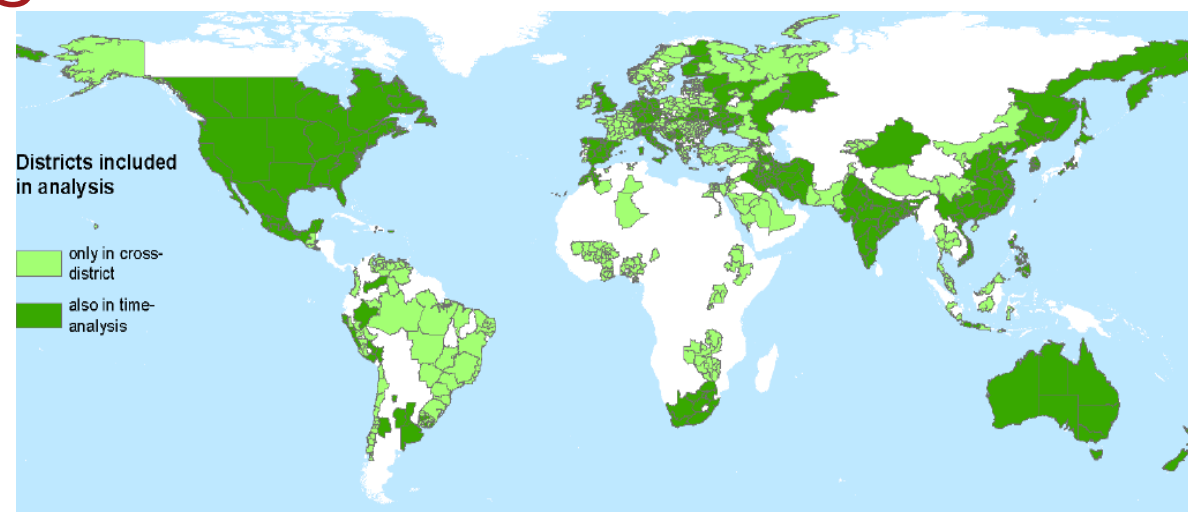 Districts included
in analysis
only in cross-
district
also in time-
analysis